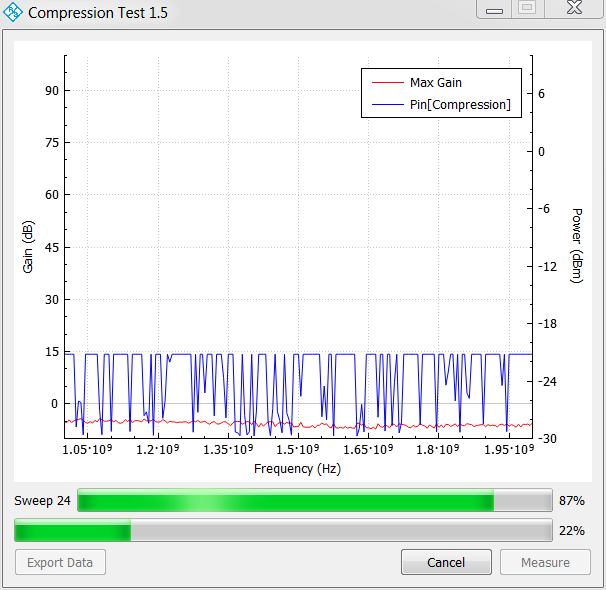 Compression Test 1.5
Max Gain
Pin[Compression]
90
75
60
45
30
15
0
Gain (dB)
6
0
-6
-12
-18
-24
-30
Power (dBm)
1.05·10⁹ 1.2·10⁹ 1.35·10⁹ 1.5·10⁹ 1.65·10⁹ 1.8·10⁹ 1.95·10⁹
Frequency (Hz)
Sweep 24 87%
22%
Export Data Cancel Measure